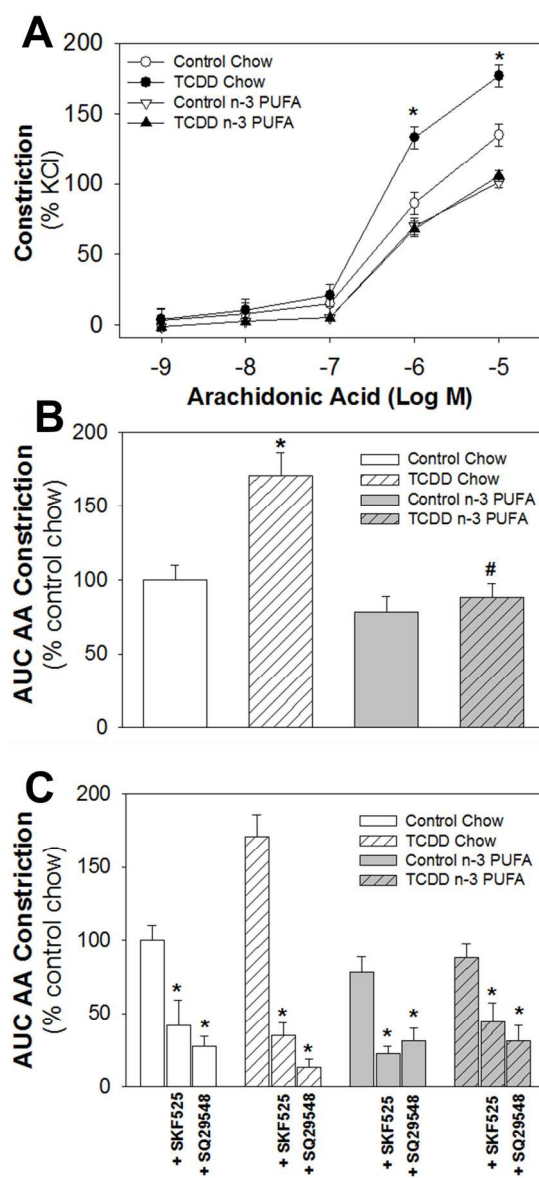 A
200
150
100
50
0
Constriction
(% KCl)
Control Chow
TCDD Chow
Control n-3 PUFA
TCDD n-3 PUFA
*
*
-9 -8 -7 -6 -5
Arachidonic Acid (Log M)
B
200
150
100
50
0
AUC AA Constriction
(% control chow)
*
#
Control Chow
TCDD Chow
Control n-3 PUFA
TCDD n-3 PUFA
C
200
150
100
50
0
AUC AA Constriction
(% control chow)
Control Chow
TCDD Chow
Control n-3 PUFA
TCDD n-3 PUFA
* * * * * * * *
+ SKF525
+ SQ29548
+ SKF525
+ SQ29548
+ SKF525
+ SQ29548
+ SKF525
+ SQ29548